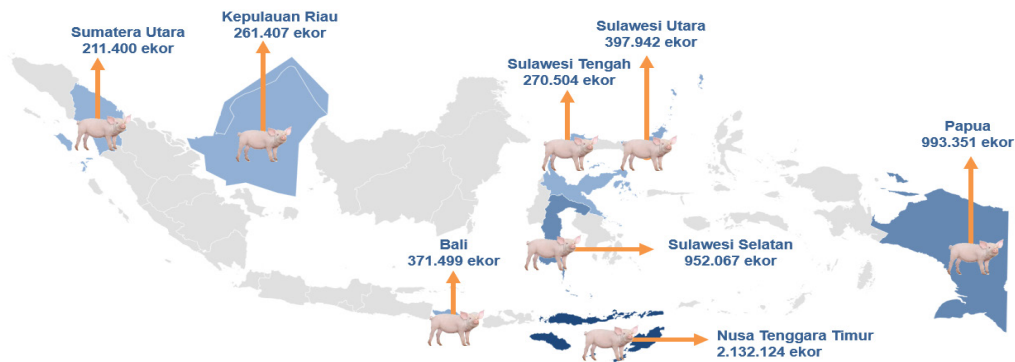 Sumatera Utara
211.400 ekor
Kepulauan Riau
261.407 ekor
Sulawesi Utara
397.942 ekor
Sulawesi Tengah
270.504 ekor
Papua
993.351 ekor
Bali
371.499 ekor
Sulawesi Selatan
952.067 ekor
Nusa Tenggara Timur
2.132.124 ekor